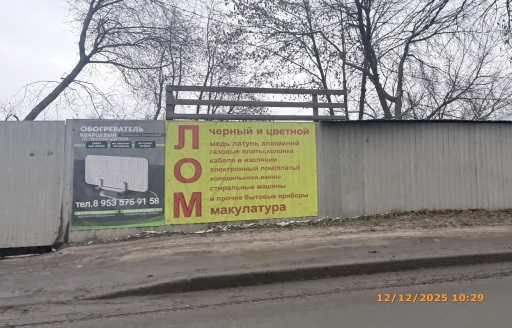 ОБОГРЕВАТЕЛЬ
КВАРЦЕВЫЙ
тел.8 953 575 91 58
ЛОМ
черный и цветной
медь латунь алюминий
газовые плиты,колонки
кабеля в изоляции
электронный лом(платы)
холодильники,ванны
стиральные машины
и прочие бытовые приборы
макулатура
12/12/2025 10:29